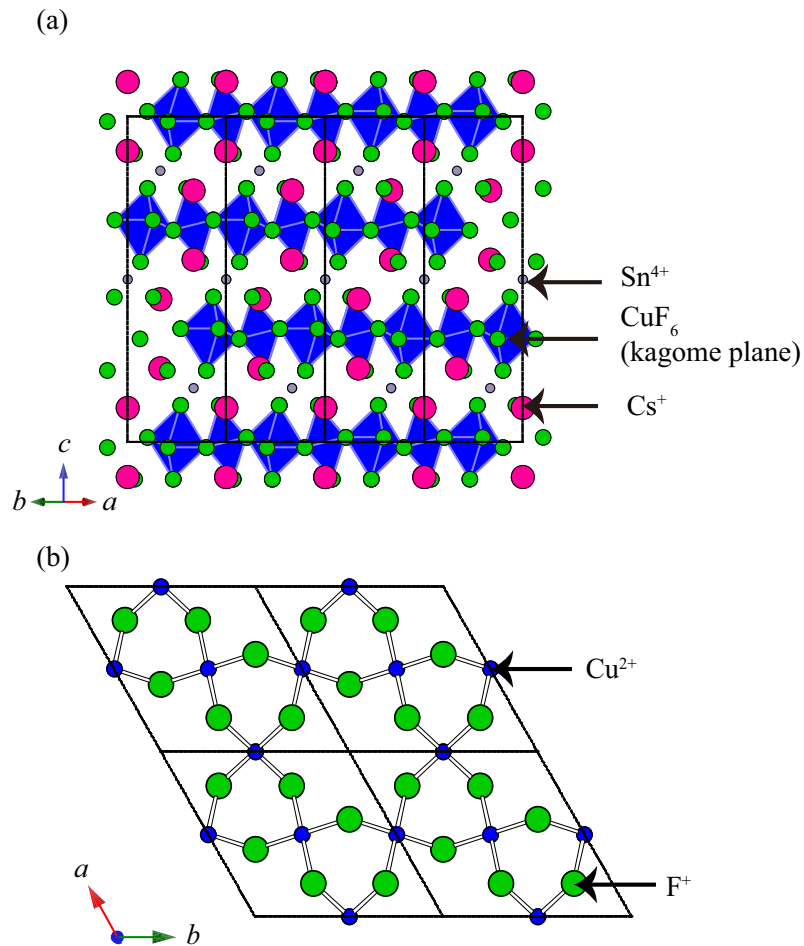 (a)
Sn⁴⁺
CuF₆
(kagome plane)
Cs⁺
c
b a
(b)
Cu²⁺
F⁺
a
b